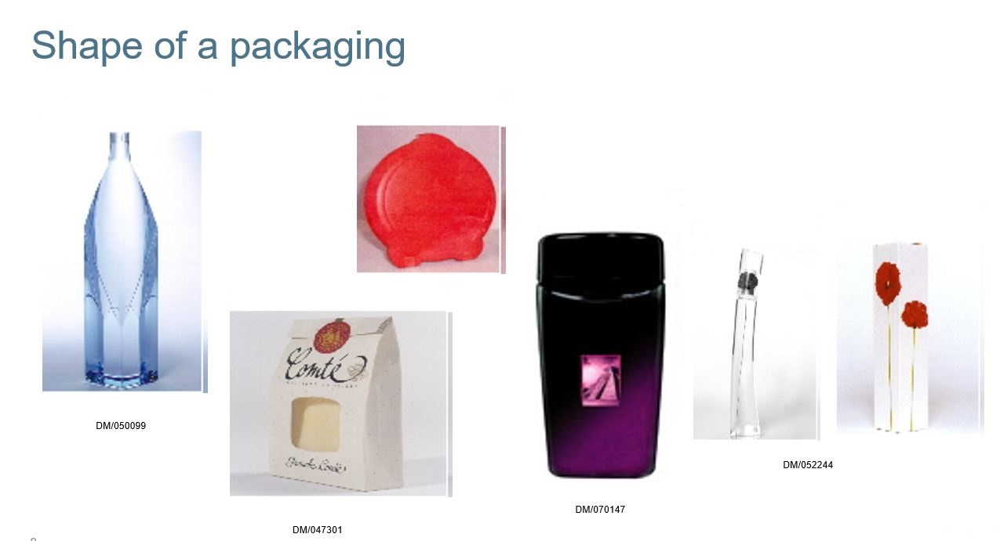 Shape of a packaging
Comté
DM/050099
DM/052244
DM/070147
DM/047301